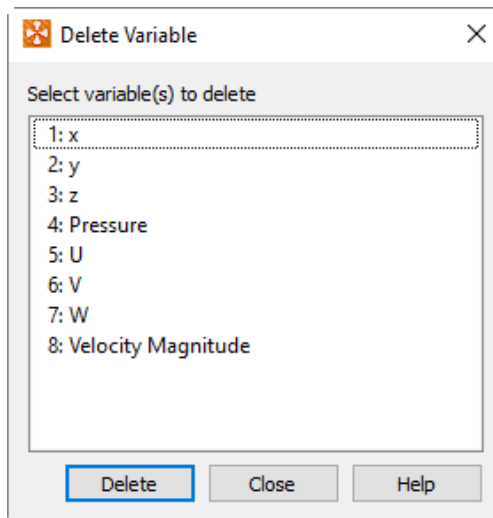 Delete Variable
Select variable(s) to delete
1: x
2: y
3: z
4: Pressure
5: U
6: V
7: W
8: Velocity Magnitude
Delete Close Help